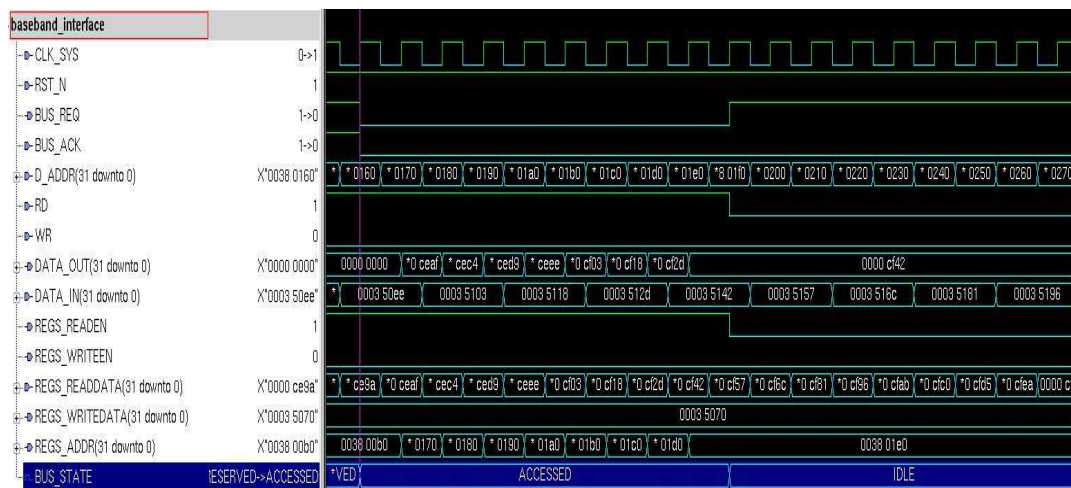 baseband_interface
CLK_SYS 0->1
RST_N 1
BUS_REQ 1->0
BUS_ACK 1->0
D_ADDR(31 downto 0) X"0038 0160" * * 0160 * 0170 * 0180 * 0190 * 01a0 * 01b0 * 01c0 * 01d0 * 01e0 *8 01f0 * 0200 * 0210 * 0220 * 0230 * 0240 * 0250 * 0260 * 0270
RD 1
WR 0
DATA_OUT(31 downto 0) X"0000 0000" 0000 0000 *0 ceaf * cec4 * ced9 * ceee *0 cf03 *0 cf18 *0 cf2d 0000 cf42
DATA_IN(31 downto 0) X"0003 50ee" * 0003 50ee 0003 5103 0003 5118 0003 512d 0003 5142 0003 5157 0003 516c 0003 5181 0003 5196
REGS_READEN 1
REGS_WRITEEN 0
REGS_READDATA(31 downto 0) X"0000 ce9a" * * ce9a *0 ceaf * cec4 * ced9 * ceee *0 cf03 *0 cf18 *0 cf2d *0 cf42 *0 cf57 *0 cf6c *0 cf81 *0 cf96 *0 cfab *0 cfc0 *0 cfd5 *0 cfea 0000 c
REGS_WRITEDATA(31 downto 0) X"0003 5070" 0003 5070
REGS_ADDR(31 downto 0) X"0038 00b0" 0038 00b0 * 0170 * 0180 * 0190 * 01a0 * 01b0 * 01c0 * 01d0 0038 01e0
BUS_STATE ESERVED->ACCESSED *VED ACCESSED IDLE